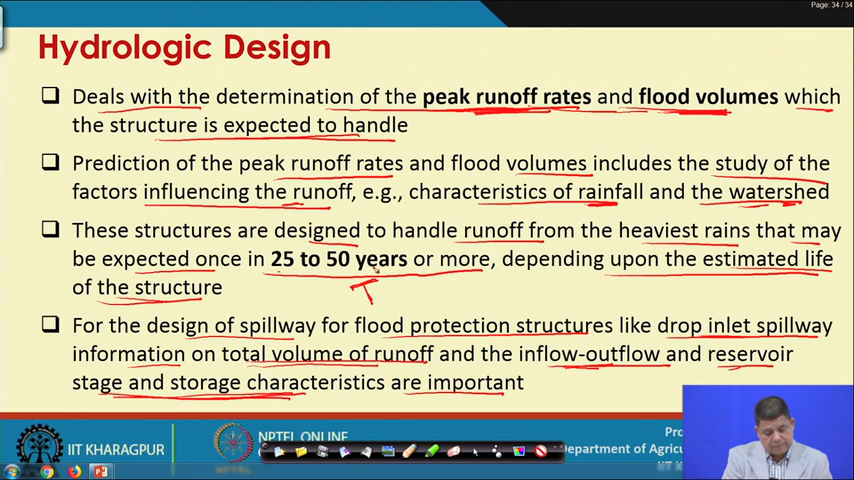 Page: 34 / 34
Hydrologic Design
Deals with the determination of the peak runoff rates and flood volumes which
the structure is expected to handle
Prediction of the peak runoff rates and flood volumes includes the study of the
factors influencing the runoff, e.g., characteristics of rainfall and the watershed
These structures are designed to handle runoff from the heaviest rains that may
be expected once in 25 to 50 years or more, depending upon the estimated life
of the structure
T
For the design of spillway for flood protection structures like drop inlet spillway
information on total volume of runoff and the inflow-outflow and reservoir
stage and storage characteristics are important
IIT KHARAGPUR
NPTEL ONLINE
Department of Agricu